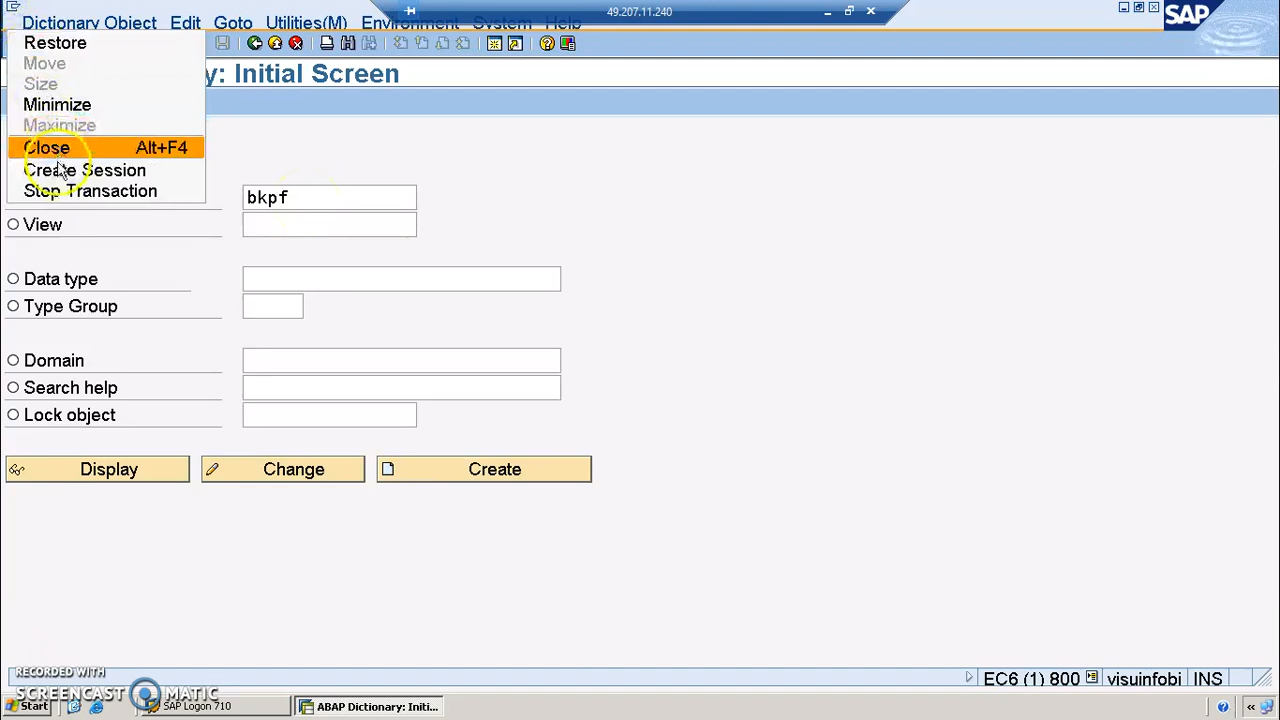 49.207.11.240
Dictionary Object Edit Goto Utilities(M) Environment System Help
SAP
Restore
Move
Size
Minimize
Maximize
Close Alt+F4
Create Session
Stop Transaction
y: Initial Screen
bkpf
View
Data type
Type Group
Domain
Search help
Lock object
Display Change Create
EC6 (1) 800 visuinfobi INS
RECORDED WITH
SCREENCAST MATIC
Start SAP Logon 710 ABAP Dictionary: Initi...